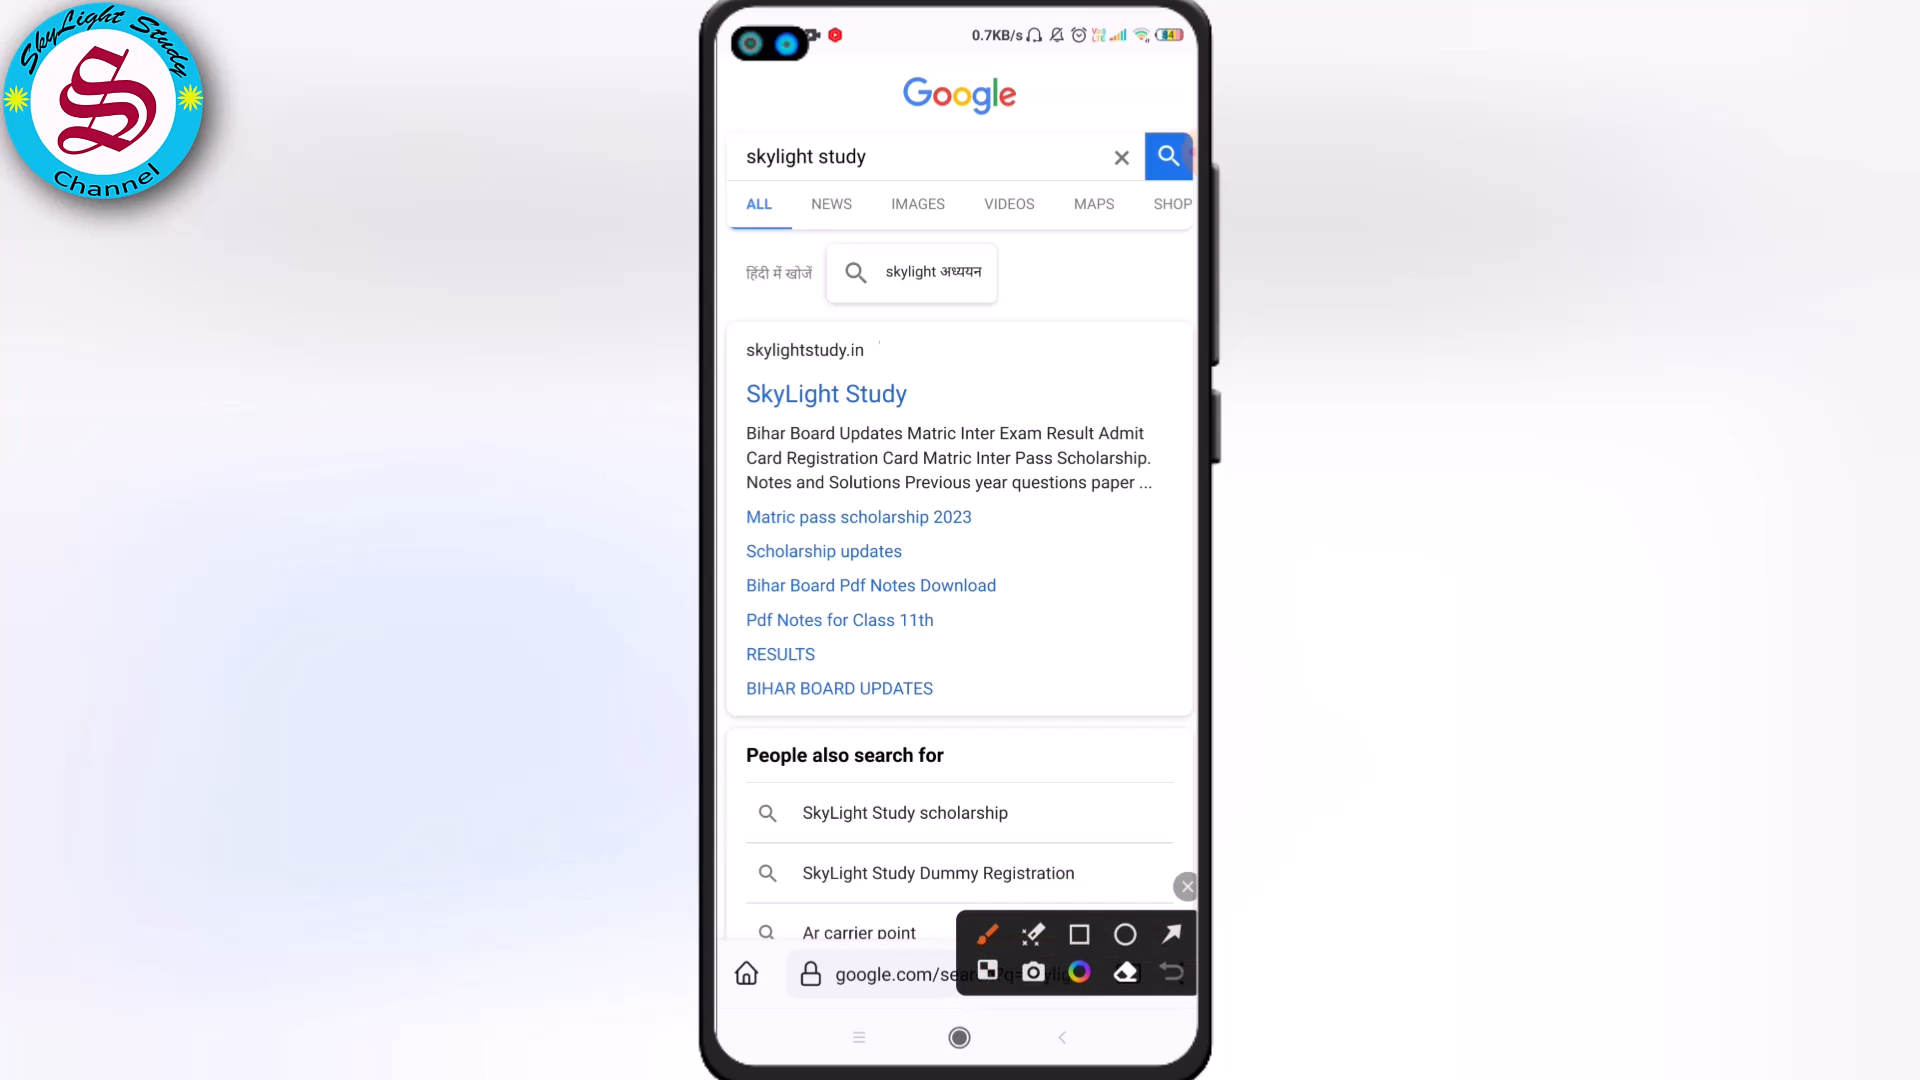 SkyLight Study
S
Channel
0.7KB/s
Vo)) LTE
84
Google
skylight study
ALL NEWS IMAGES VIDEOS MAPS SHOP
हिंदी में खोजें
skylight अध्ययन
skylightstudy.in
SkyLight Study
Bihar Board Updates Matric Inter Exam Result Admit
Card Registration Card Matric Inter Pass Scholarship.
Notes and Solutions Previous year questions paper ...
Matric pass scholarship 2023
Scholarship updates
Bihar Board Pdf Notes Download
Pdf Notes for Class 11th
RESULTS
BIHAR BOARD UPDATES
People also search for
SkyLight Study scholarship
SkyLight Study Dummy Registration
Ar carrier point
google.com/sear